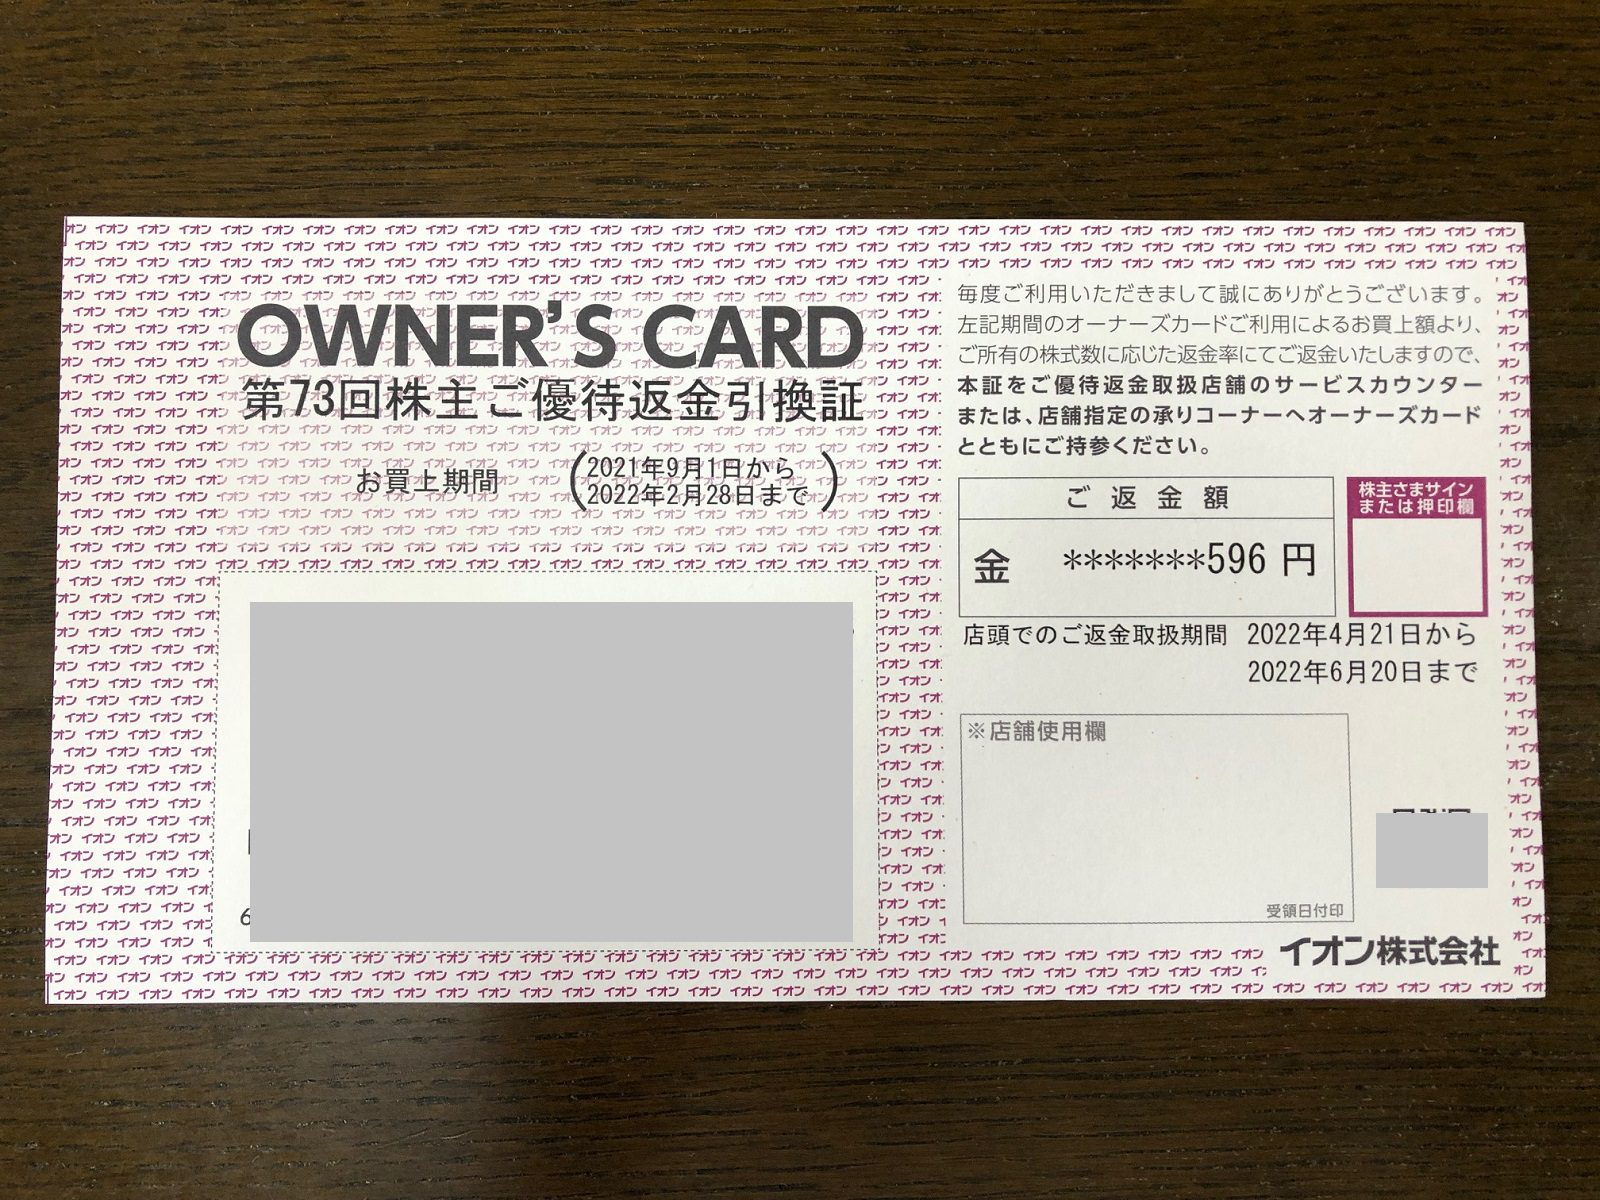 OWNER'S CARD
第73回株主ご優待返金引換証
お買上期間
(2021年9月1日から
2022年2月28日まで)
毎度ご利用いただきまして誠にありがとうございます。
左記期間のオーナーズカードご利用によるお買上額より、
ご所有の株式数に応じた返金率にてご返金いたしますので、
本証をご優待返金取扱店舗のサービスカウンター
または、店舗指定の承りコーナーへオーナーズカード
とともにご持参ください。
ご返金額
金 *******596 円
株主さまサイン
または押印欄
店頭でのご返金取扱期間 2022年4月21日から
2022年6月20日まで
※店舗使用欄
受領日付印
イオン株式会社
6